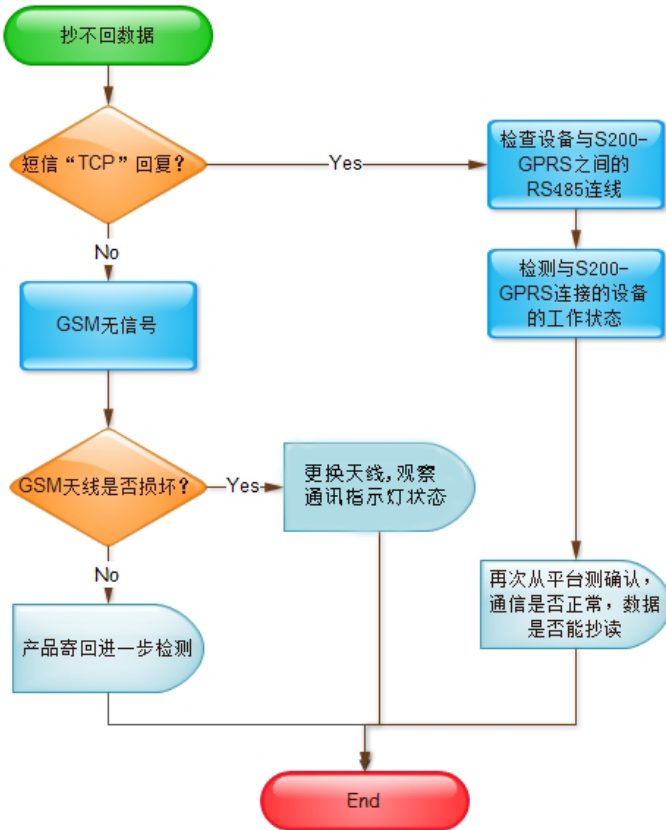 抄不回数据
短信“TCP”回复?
Yes
检查设备与S200-
GPRS之间的
RS485连线
No
检测与S200-
GPRS连接的设备
的工作状态
GSM无信号
GSM天线是否损坏?
Yes
更换天线,观察
通讯指示灯状态
No
再次从平台测确认,
通信是否正常, 数据
是否能抄读
产品寄回进一步检测
End